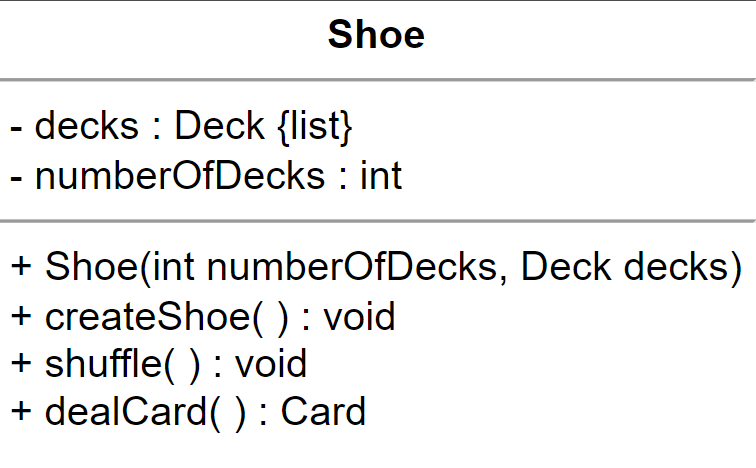 Shoe
- decks : Deck {list}
- numberOfDecks : int
+ Shoe(int numberOfDecks, Deck decks)
+ createShoe( ) : void
+ shuffle( ) : void
+ dealCard( ) : Card